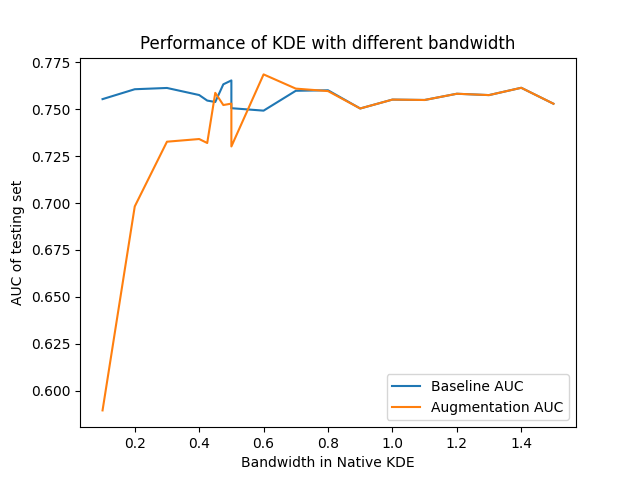 Performance of KDE with different bandwidth
AUC of testing set
0.775
0.750
0.725
0.700
0.675
0.650
0.625
0.600
0.2 0.4 0.6 0.8 1.0 1.2 1.4
Bandwidth in Native KDE
Baseline AUC
Augmentation AUC